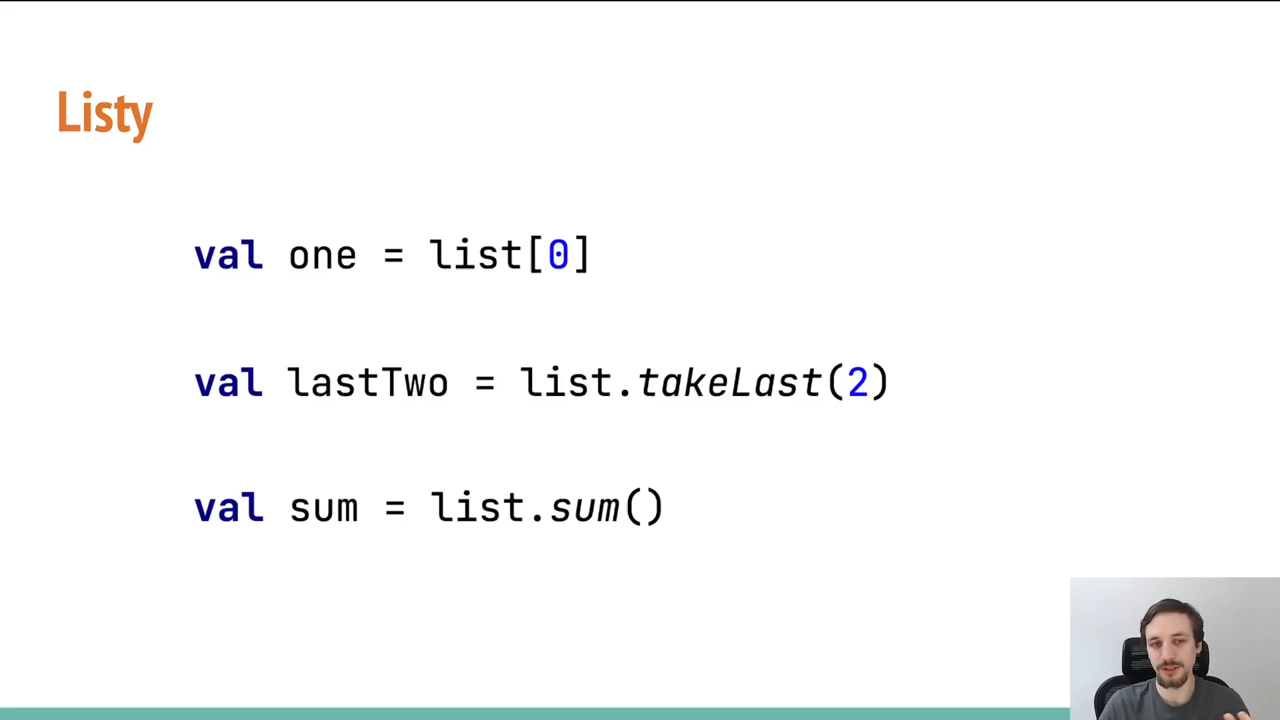 Listy
val one = list[0]
val lastTwo = list.takeLast(2)
val sum = list.sum()